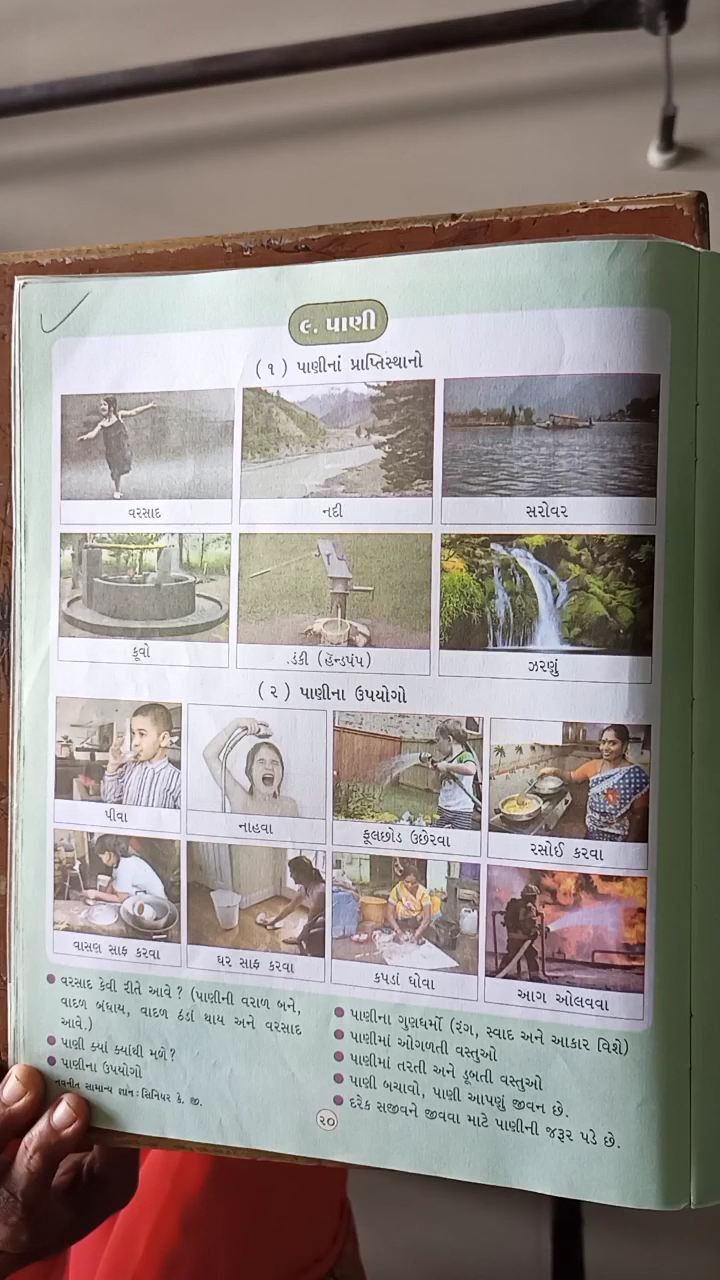 ૯. પાણી
(૧) પાણીનાં પ્રાપ્તિસ્થાનો
વરસાદ
નદી
સરોવર
કૂવો
ડંકી (હૅન્ડપંપ)
ઝરણું
(૨) પાણીના ઉપયોગો
પીવા
નાહવા
ફૂલછોડ ઉછેરવા
રસોઈ કરવા
વાસણ સાફ કરવા
ઘર સાફ કરવા
કપડાં ધોવા
આગ ઓલવવા
વરસાદ કેવી રીતે આવે? (પાણીની વરાળ બને,
વાદળ બંધાય, વાદળ ઠંડાં થાય અને વરસાદ
આવે.)
પાણી ક્યાં ક્યાંથી મળે?
પાણીના ઉપયોગો
પાણીના ગુણધર્મો (રંગ, સ્વાદ અને આકાર વિશે)
પાણીમાં ઓગળતી વસ્તુઓ
પાણીમાં તરતી અને ડૂબતી વસ્તુઓ
પાણી બચાવો, પાણી આપણું જીવન છે.
દરેક સજીવને જીવવા માટે પાણીની જરૂર પડે છે.
નવનીત સામાન્ય જ્ઞાન : સિનિયર કે. જી.
૨૦